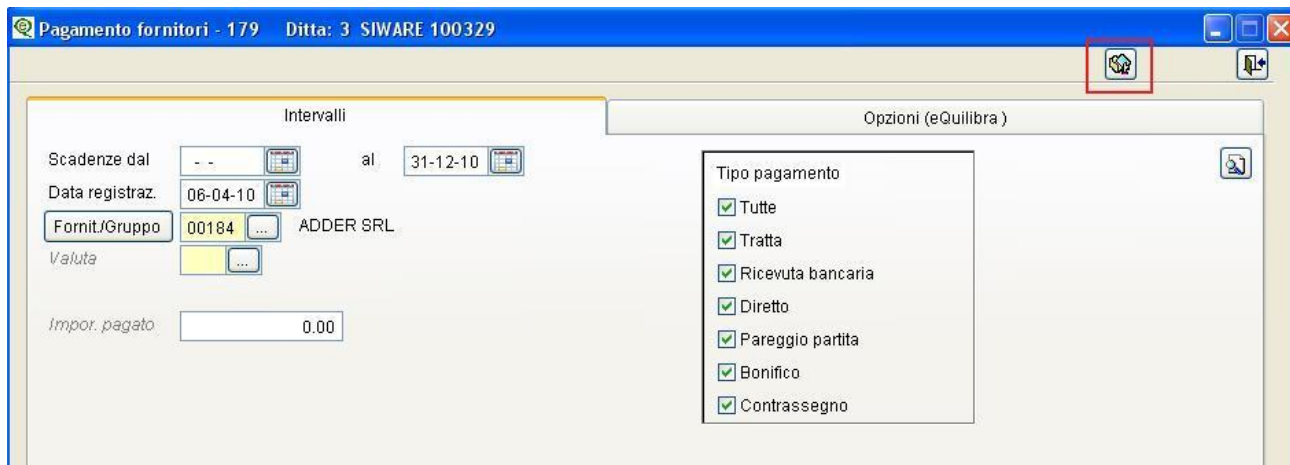 Pagamento fornitori - 179 Ditta: 3 SIWARE 100329
Intervalli
Opzioni (eQuilibra )
Scadenze dal - - al 31-12-10
Data registraz. 06-04-10
Fornit./Gruppo 00184 ... ADDER SRL
Valuta ...
Impor. pagato 0.00
Tipo pagamento
Tutte
Tratta
Ricevuta bancaria
Diretto
Pareggio partita
Bonifico
Contrassegno